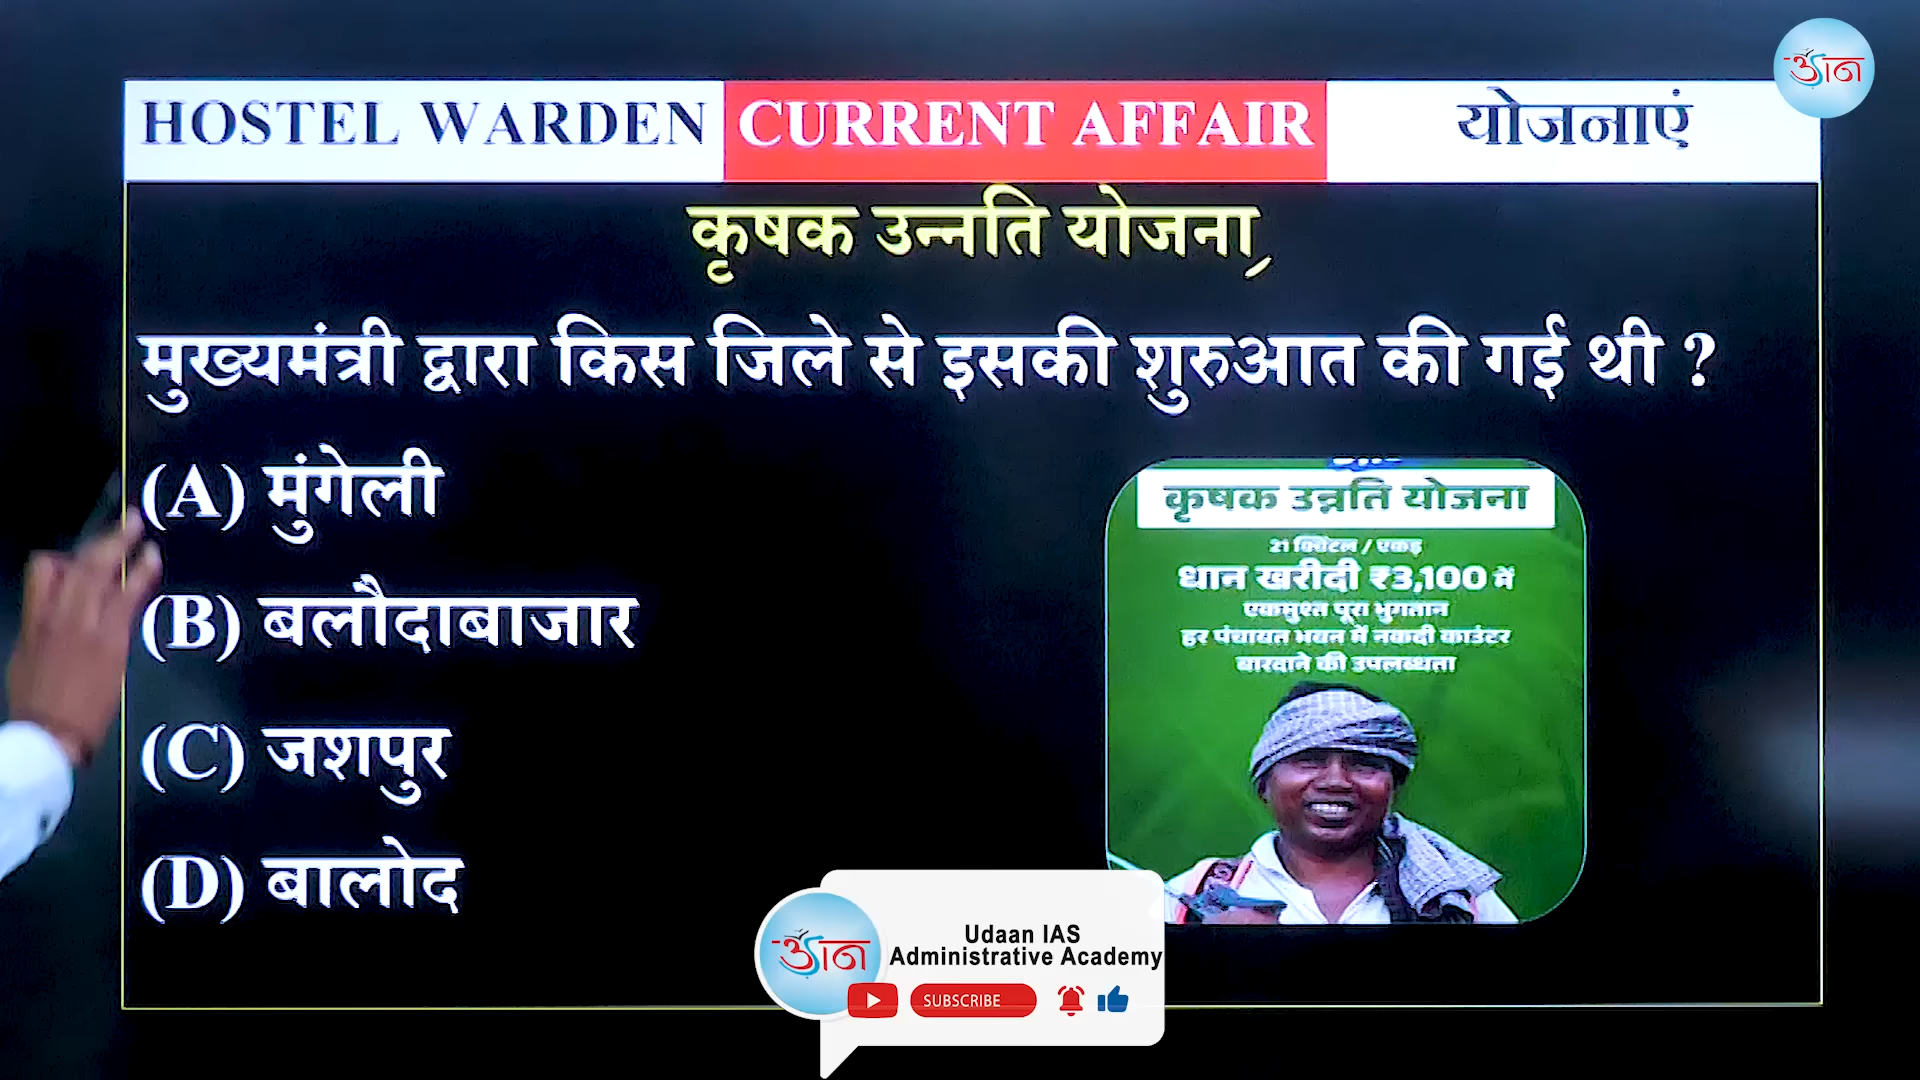 उड़ान
HOSTEL WARDEN CURRENT AFFAIR योजनाएं
कृषक उन्नति योजना,
मुख्यमंत्री द्वारा किस जिले से इसकी शुरुआत की गई थी ?
(A) मुंगेली
(B) बलौदाबाजार
(C) जशपुर
(D) बालोद
कृषक उन्नति योजना
21 क्विंटल / एकड़
धान खरीदी ₹3,100 में
एकमुश्त पूरा भुगतान
हर पंचायत भवन में नकदी काउंटर
बारदाने की उपलब्धता
उड़ान
Udaan IAS
Administrative Academy
SUBSCRIBE